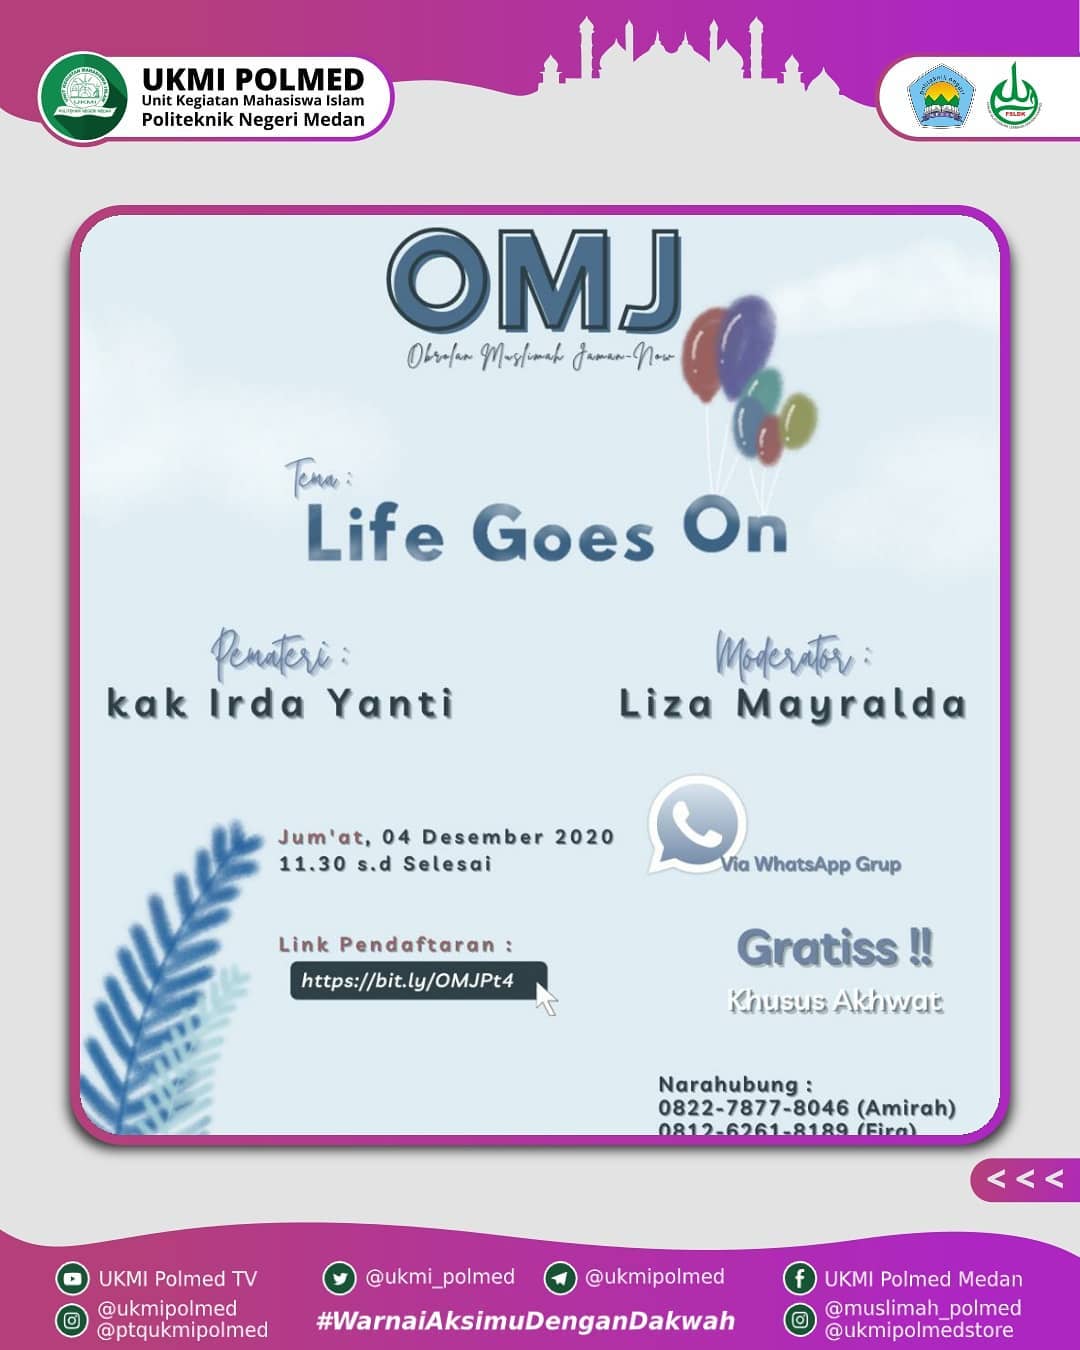 UKMI POLMED
Unit Kegiatan Mahasiswa Islam
Politeknik Negeri Medan
UKMI
FSLDK
OMJ
Obrolan Muslimah Jaman-Now
Tema :
Life Goes On
Pemateri :
kak Irda Yanti
Moderator :
Liza Mayralda
Jum'at, 04 Desember 2020
11.30 s.d Selesai
Via WhatsApp Grup
Link Pendaftaran :
https://bit.ly/OMJPt4
Gratiss !!
Khusus Akhwat
Narahubung :
0822-7877-8046 (Amirah)
0812-6261-8189 (Fira)
< < <
UKMI Polmed TV
@ukmipolmed
@ptqukmipolmed
@ukmi_polmed
@ukmipolmed
#WarnaiAksimuDenganDakwah
UKMI Polmed Medan
@muslimah_polmed
@ukmipolmedstore